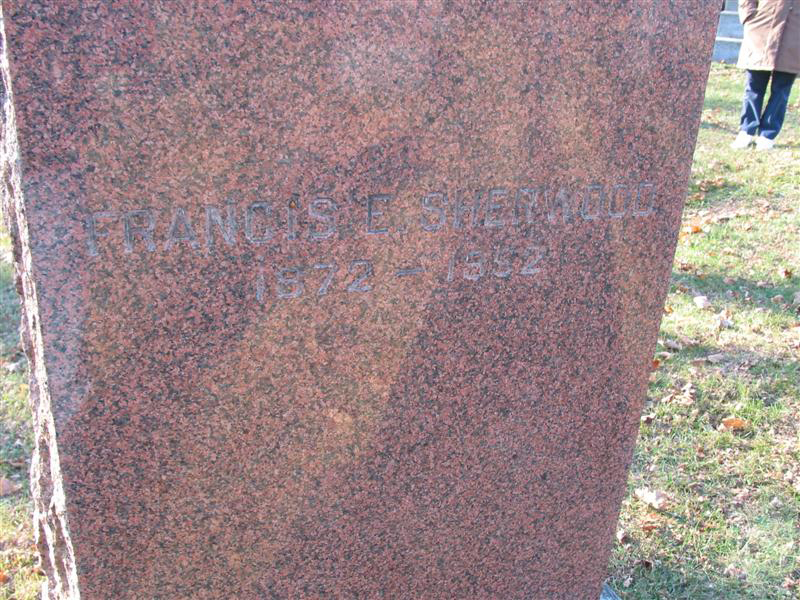 FRANCIS E. SHERWOOD
1872 – 1952